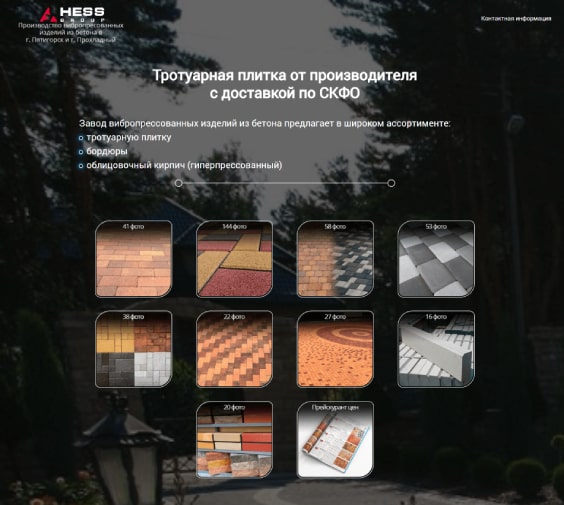 HESS
GROUP
Производство вибропрессованных
изделий из бетона в
г. Пятигорск и г. Прохладный
Контактная информация
Тротуарная плитка от производителя
с доставкой по СКФО
Завод вибропрессованных изделий из бетона предлагает в широком ассортименте:
тротуарную плитку
бордюры
облицовочный кирпич (гиперпрессованный)
41 фото
144 фото
58 фото
53 фото
38 фото
22 фото
27 фото
16 фото
20 фото
Прейскурант цен